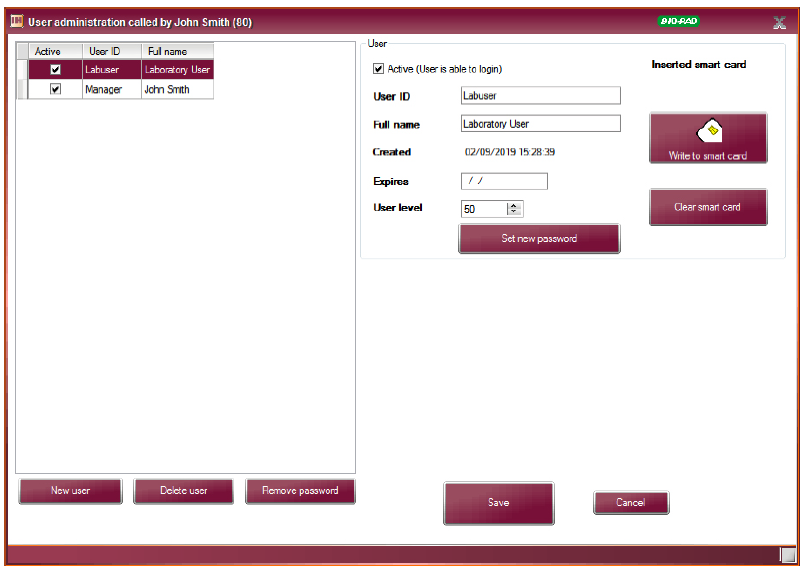 User administration called by John Smith (80)
BIO-RAD
Active User ID Full name
Labuser Laboratory User
Manager John Smith
User
Active (User is able to login)
Inserted smart card
User ID Labuser
Full name Laboratory User
Write to smart card
Created 02/09/2019 15:28:39
Expires / /
User level 50
Clear smart card
Set new password
New user Delete user Remove password
Save Cancel